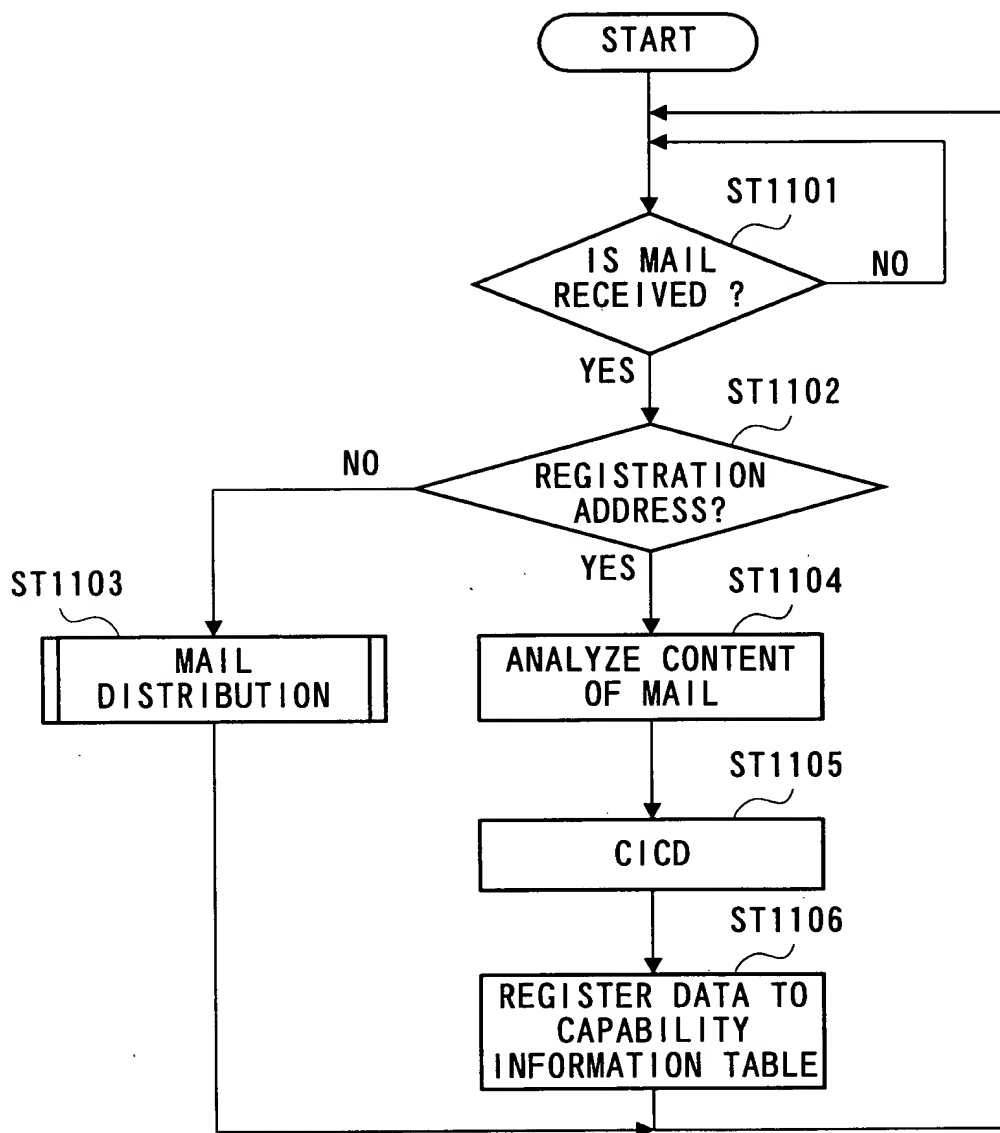 START
ST1101
IS MAIL
RECEIVED ?
NO
YES
ST1102
NO
REGISTRATION
ADDRESS?
YES
ST1103
ST1104
MAIL
DISTRIBUTION
ANALYZE CONTENT
OF MAIL
ST1105
CICD
ST1106
REGISTER DATA TO
CAPABILITY
INFORMATION TABLE